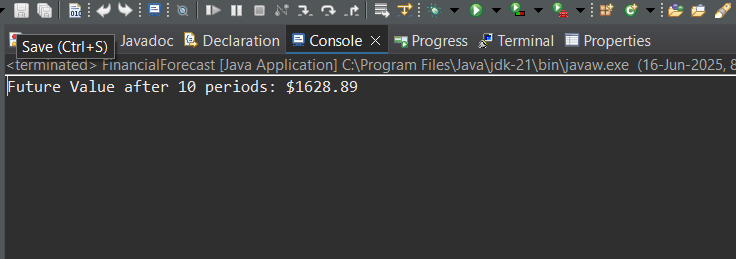 Save (Ctrl+S)
Javadoc Declaration Console Progress Terminal Properties
<terminated> FinancialForecast [Java Application] C:\Program Files\Java\jdk-21\bin\javaw.exe (16-Jun-2025, 8
Future Value after 10 periods: $1628.89